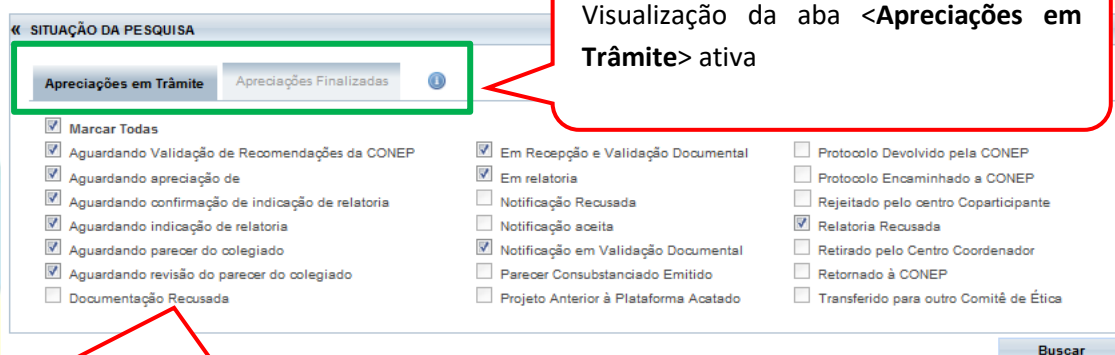 Visualização da aba <Apreciações em
Trâmite> ativa
« SITUAÇÃO DA PESQUISA
Apreciações em Trâmite
Apreciações Finalizadas
Marcar Todas
Aguardando Validação de Recomendações da CONEP
Aguardando apreciação de
Aguardando confirmação de indicação de relatoria
Aguardando indicação de relatoria
Aguardando parecer do colegiado
Aguardando revisão do parecer do colegiado
Documentação Recusada
Em Recepção e Validação Documental
Em relatoria
Notificação Recusada
Notificação aceita
Notificação em Validação Documental
Parecer Consubstanciado Emitido
Projeto Anterior à Plataforma Acatado
Protocolo Devolvido pela CONEP
Protocolo Encaminhado a CONEP
Rejeitado pelo centro Coparticipante
Relatoria Recusada
Retirado pelo Centro Coordenador
Retornado à CONEP
Transferido para outro Comitê de Ética
Buscar